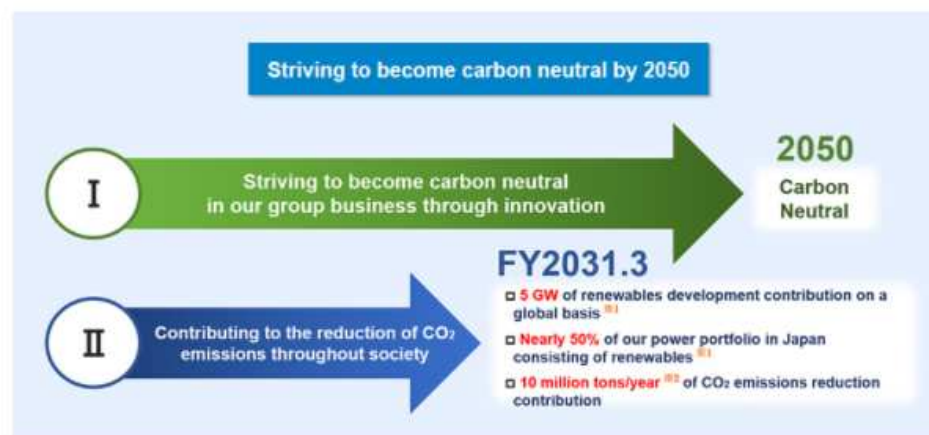 Striving to become carbon neutral by 2050
I
Striving to become carbon neutral
in our group business through innovation
2050
Carbon
Neutral
II
Contributing to the reduction of CO₂
emissions throughout society
FY2031.3
5 GW of renewables development contribution on a
global basis
Nearly 50% of our power portfolio in Japan
consisting of renewables
10 million tons/year of CO₂ emissions reduction
contribution